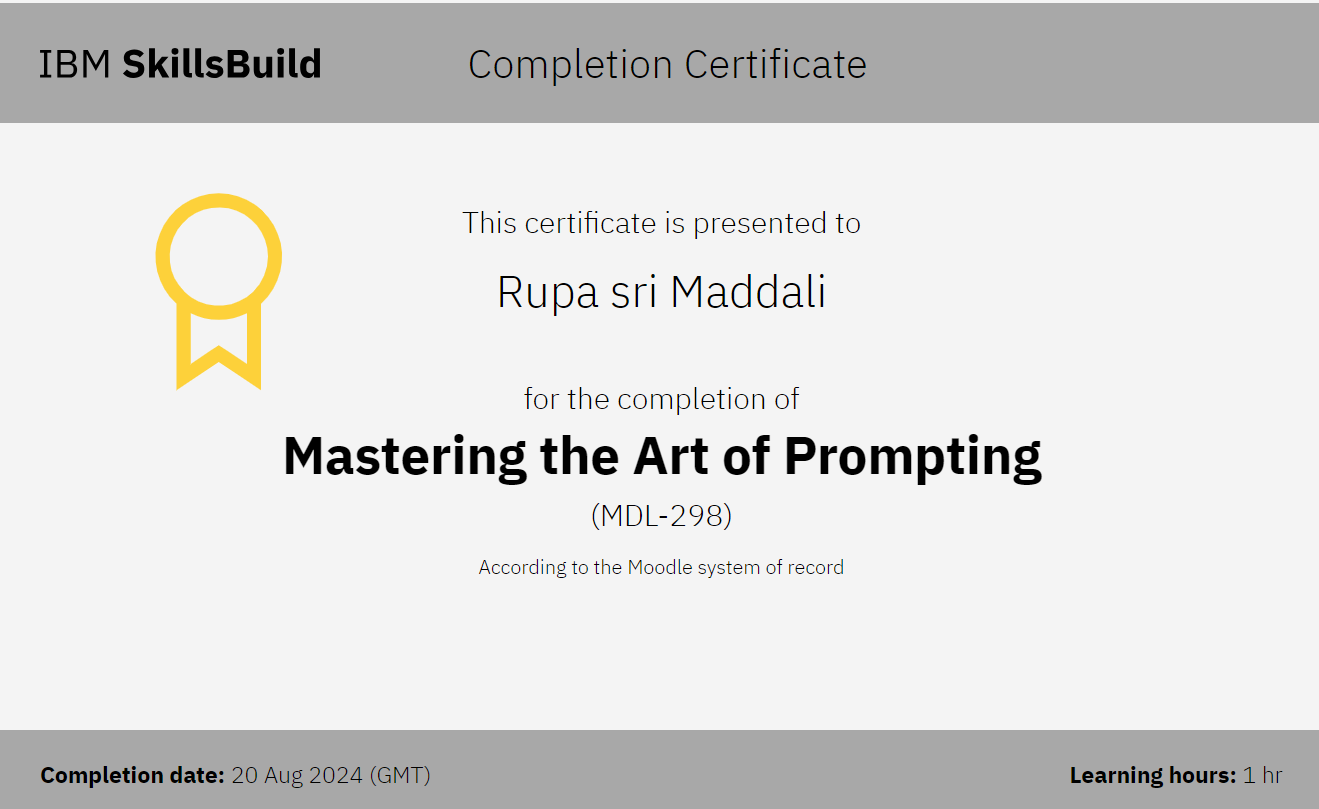 IBM SkillsBuild
Completion Certificate
This certificate is presented to
Rupa sri Maddali
for the completion of
Mastering the Art of Prompting
(MDL-298)
According to the Moodle system of record
Completion date: 20 Aug 2024 (GMT)
Learning hours: 1 hr